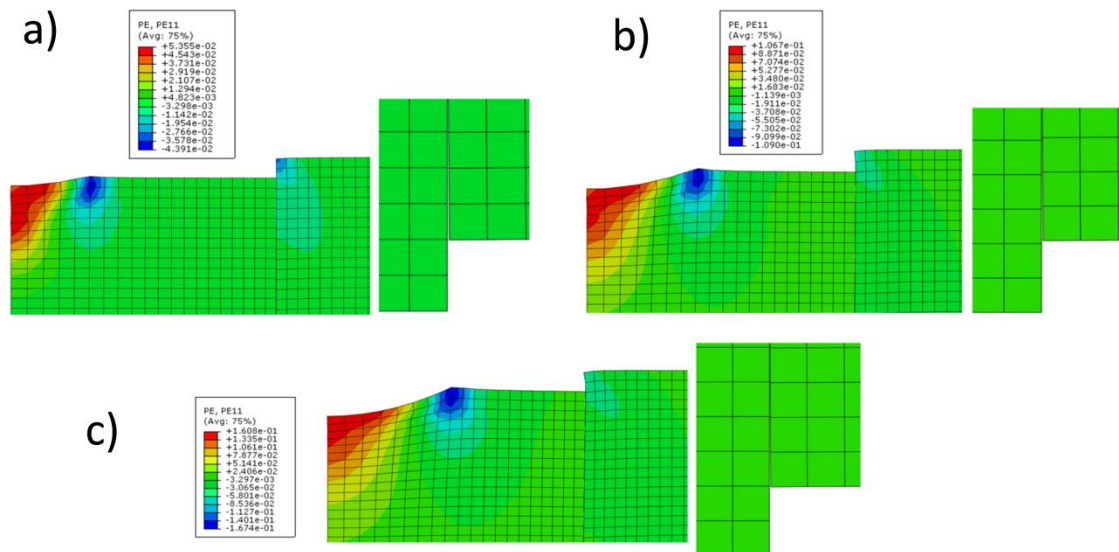 a)
PE, PE11
(Avg: 75%)
+5.355e-02
+4.543e-02
+3.731e-02
+2.919e-02
+2.107e-02
+1.294e-02
+4.823e-03
-3.298e-03
-1.142e-02
-1.954e-02
-2.766e-02
-3.578e-02
-4.391e-02
b)
PE, PE11
(Avg: 75%)
+1.067e-01
+8.871e-02
+7.074e-02
+5.277e-02
+3.480e-02
+1.683e-02
-1.139e-03
-1.911e-02
-3.708e-02
-5.505e-02
-7.302e-02
-9.099e-02
-1.090e-01
c)
PE, PE11
(Avg: 75%)
+1.608e-01
+1.335e-01
+1.061e-01
+7.877e-02
+5.141e-02
+2.406e-02
-3.297e-03
-3.065e-02
-5.801e-02
-8.536e-02
-1.127e-01
-1.401e-01
-1.674e-01